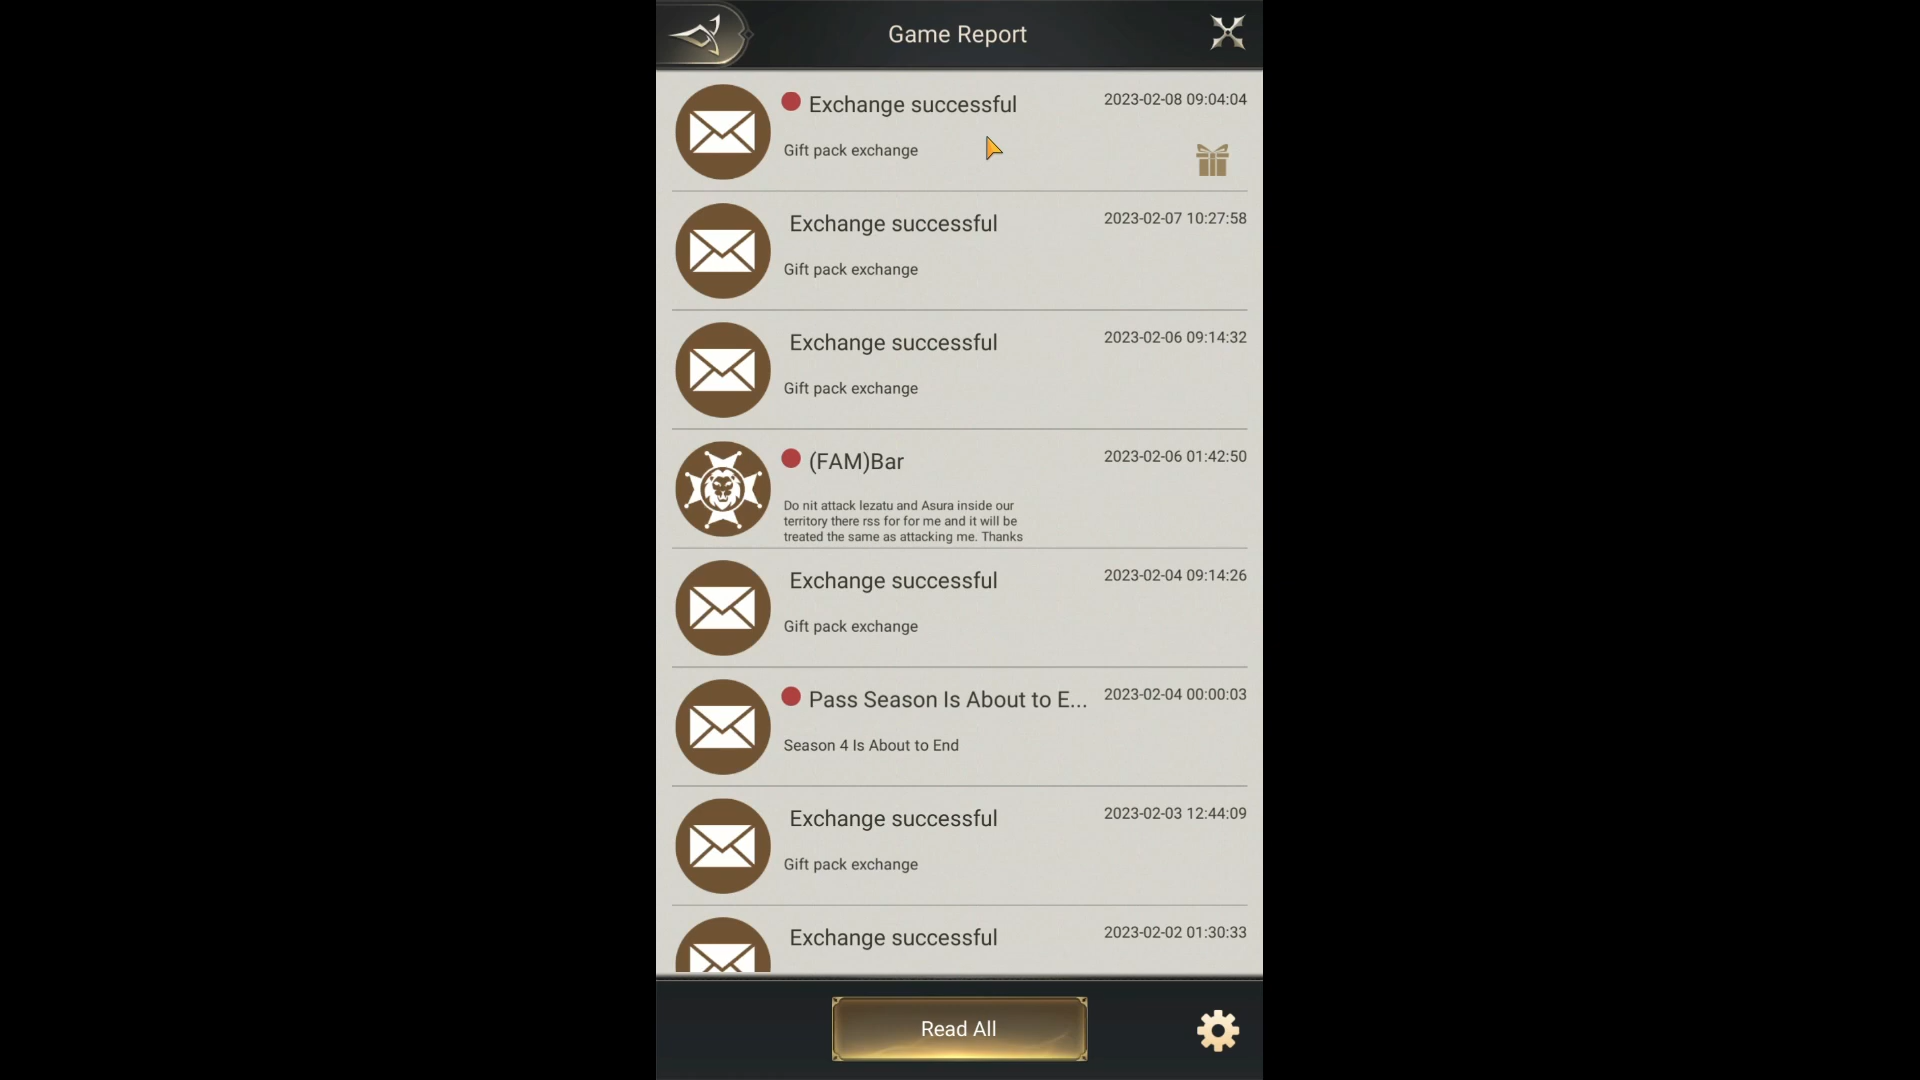 Game Report
Exchange successful
2023-02-08 09:04:04
Gift pack exchange
Exchange successful
2023-02-07 10:27:58
Gift pack exchange
Exchange successful
2023-02-06 09:14:32
Gift pack exchange
(FAM)Bar
2023-02-06 01:42:50
Do nit attack lezatu and Asura inside our
territory there rss for for me and it will be
treated the same as attacking me. Thanks
Exchange successful
2023-02-04 09:14:26
Gift pack exchange
Pass Season Is About to E...
2023-02-04 00:00:03
Season 4 Is About to End
Exchange successful
2023-02-03 12:44:09
Gift pack exchange
Exchange successful
2023-02-02 01:30:33
Read All